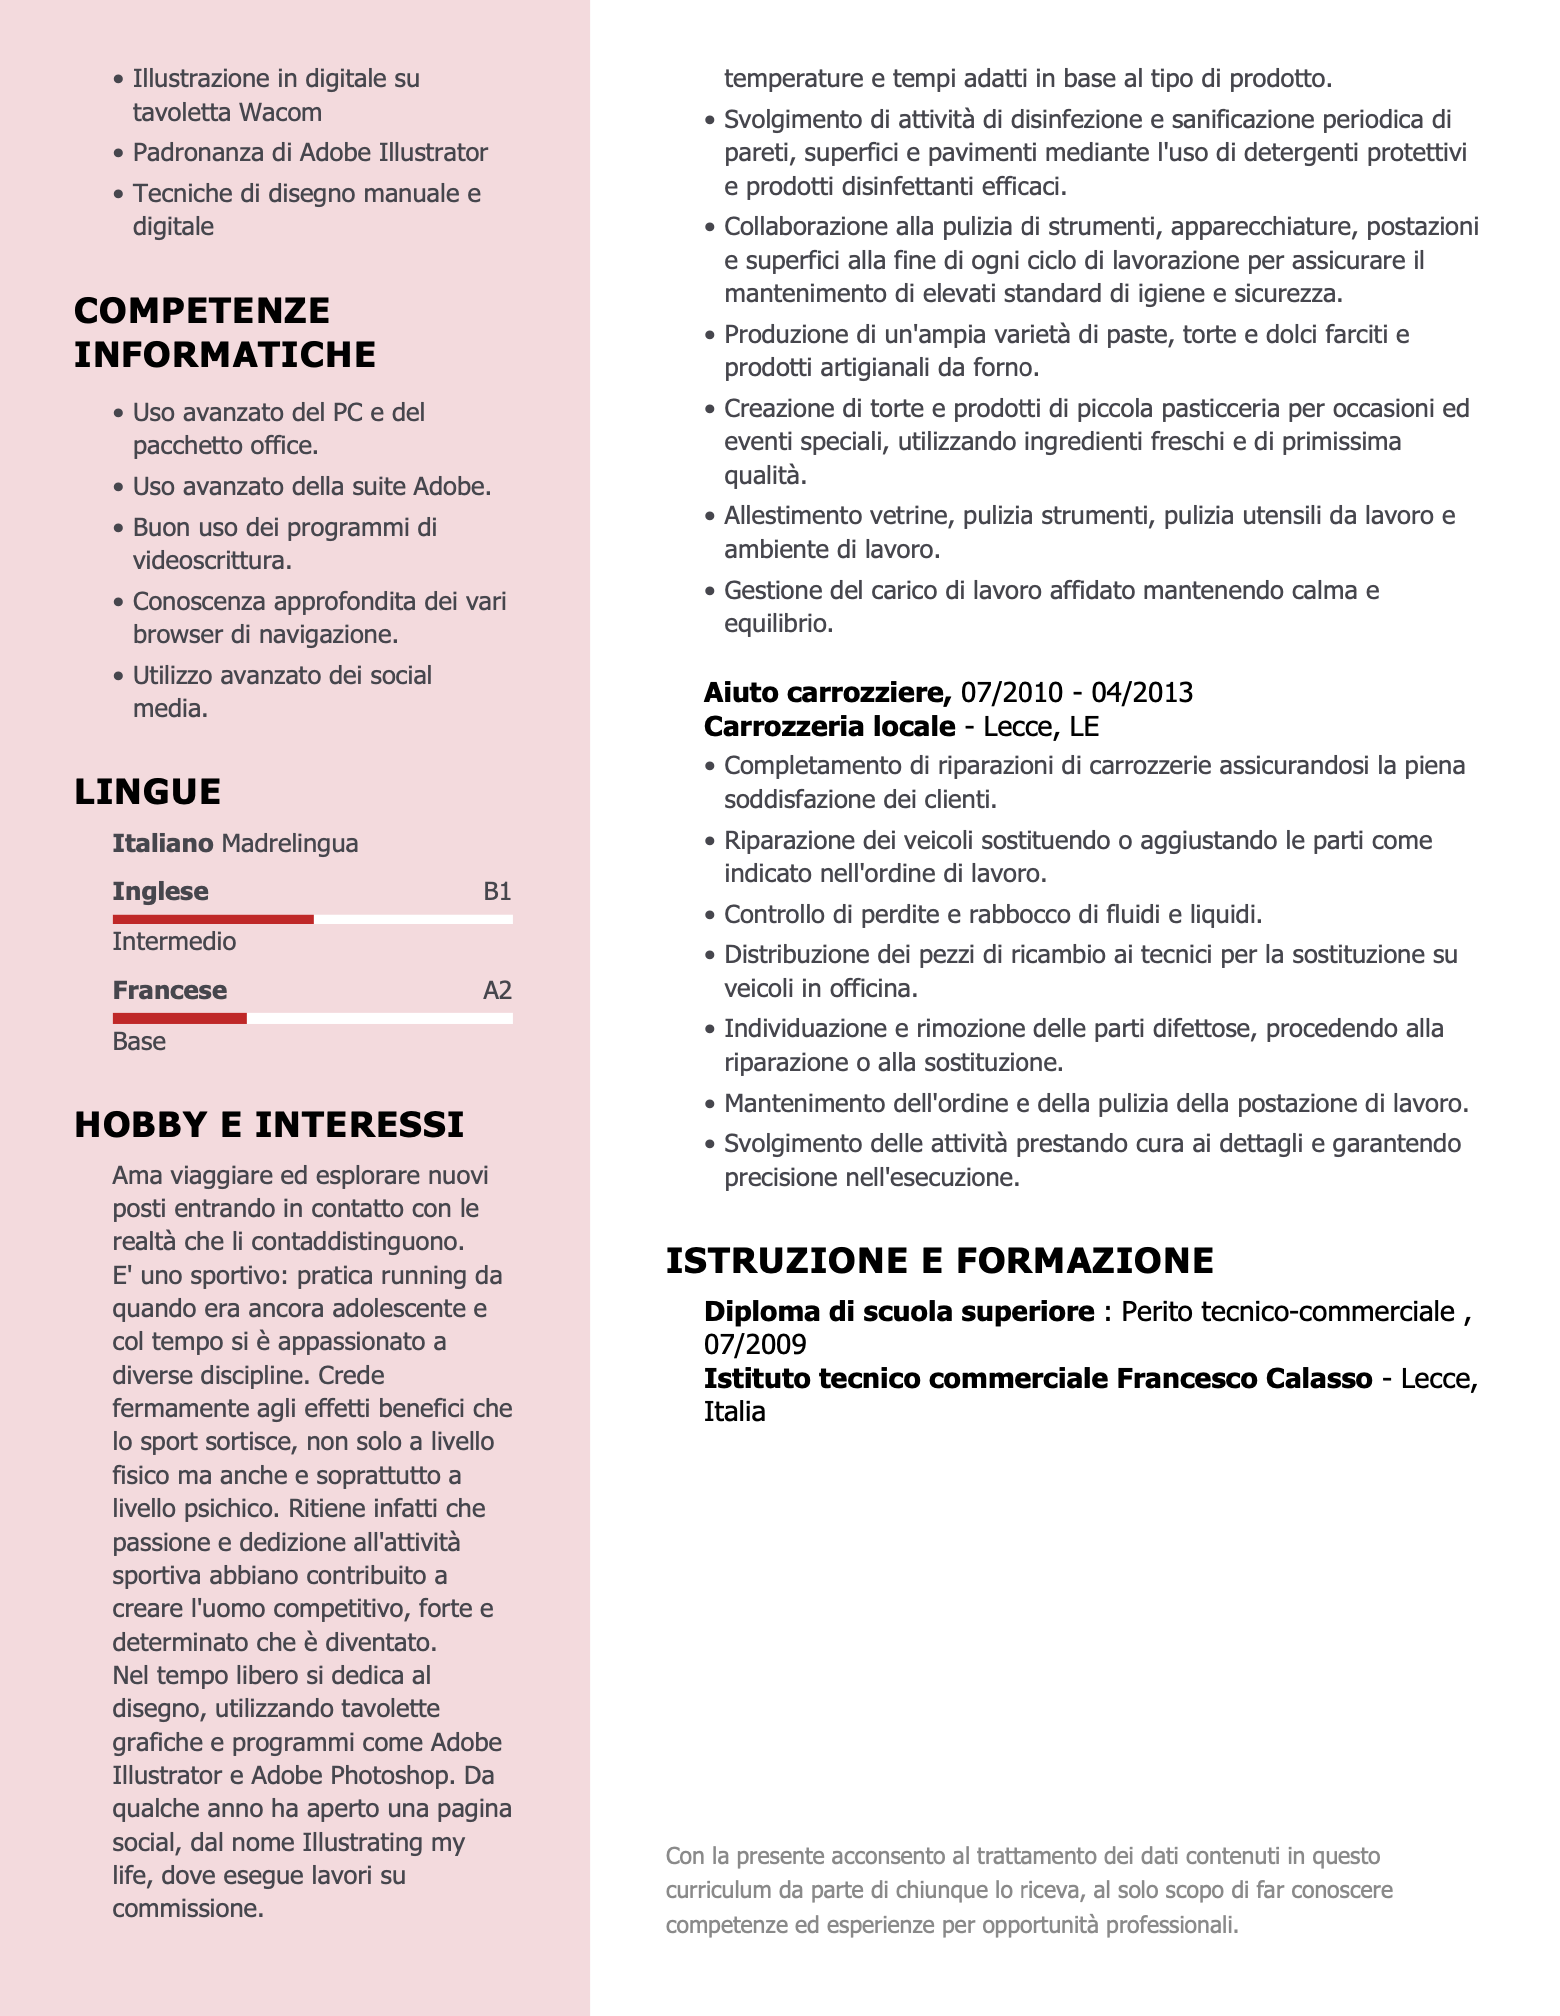 • Illustrazione in digitale su
tavoletta Wacom
• Padronanza di Adobe Illustrator
• Tecniche di disegno manuale e
digitale
COMPETENZE
INFORMATICHE
• Uso avanzato del PC e del
pacchetto office.
• Uso avanzato della suite Adobe.
• Buon uso dei programmi di
videoscrittura.
• Conoscenza approfondita dei vari
browser di navigazione.
• Utilizzo avanzato dei social
media.
LINGUE
Italiano Madrelingua
Inglese B1
Intermedio
Francese A2
Base
HOBBY E INTERESSI
Ama viaggiare ed esplorare nuovi
posti entrando in contatto con le
realtà che li contaddistinguono.
E' uno sportivo: pratica running da
quando era ancora adolescente e
col tempo si è appassionato a
diverse discipline. Crede
fermamente agli effetti benefici che
lo sport sortisce, non solo a livello
fisico ma anche e soprattutto a
livello psichico. Ritiene infatti che
passione e dedizione all'attività
sportiva abbiano contribuito a
creare l'uomo competitivo, forte e
determinato che è diventato.
Nel tempo libero si dedica al
disegno, utilizzando tavolette
grafiche e programmi come Adobe
Illustrator e Adobe Photoshop. Da
qualche anno ha aperto una pagina
social, dal nome Illustrating my
life, dove esegue lavori su
commissione.
temperature e tempi adatti in base al tipo di prodotto.
• Svolgimento di attività di disinfezione e sanificazione periodica di
pareti, superfici e pavimenti mediante l'uso di detergenti protettivi
e prodotti disinfettanti efficaci.
• Collaborazione alla pulizia di strumenti, apparecchiature, postazioni
e superfici alla fine di ogni ciclo di lavorazione per assicurare il
mantenimento di elevati standard di igiene e sicurezza.
• Produzione di un'ampia varietà di paste, torte e dolci farciti e
prodotti artigianali da forno.
• Creazione di torte e prodotti di piccola pasticceria per occasioni ed
eventi speciali, utilizzando ingredienti freschi e di primissima
qualità.
• Allestimento vetrine, pulizia strumenti, pulizia utensili da lavoro e
ambiente di lavoro.
• Gestione del carico di lavoro affidato mantenendo calma e
equilibrio.
Aiuto carrozziere, 07/2010 - 04/2013
Carrozzeria locale - Lecce, LE
• Completamento di riparazioni di carrozzerie assicurandosi la piena
soddisfazione dei clienti.
• Riparazione dei veicoli sostituendo o aggiustando le parti come
indicato nell'ordine di lavoro.
• Controllo di perdite e rabbocco di fluidi e liquidi.
• Distribuzione dei pezzi di ricambio ai tecnici per la sostituzione su
veicoli in officina.
• Individuazione e rimozione delle parti difettose, procedendo alla
riparazione o alla sostituzione.
• Mantenimento dell'ordine e della pulizia della postazione di lavoro.
• Svolgimento delle attività prestando cura ai dettagli e garantendo
precisione nell'esecuzione.
ISTRUZIONE E FORMAZIONE
Diploma di scuola superiore : Perito tecnico-commerciale ,
07/2009
Istituto tecnico commerciale Francesco Calasso - Lecce,
Italia
Con la presente acconsento al trattamento dei dati contenuti in questo
curriculum da parte di chiunque lo riceva, al solo scopo di far conoscere
competenze ed esperienze per opportunità professionali.